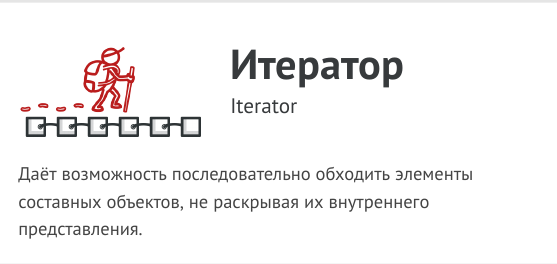 Итератор
Iterator
Даёт возможность последовательно обходить элементы
составных объектов, не раскрывая их внутреннего
представления.